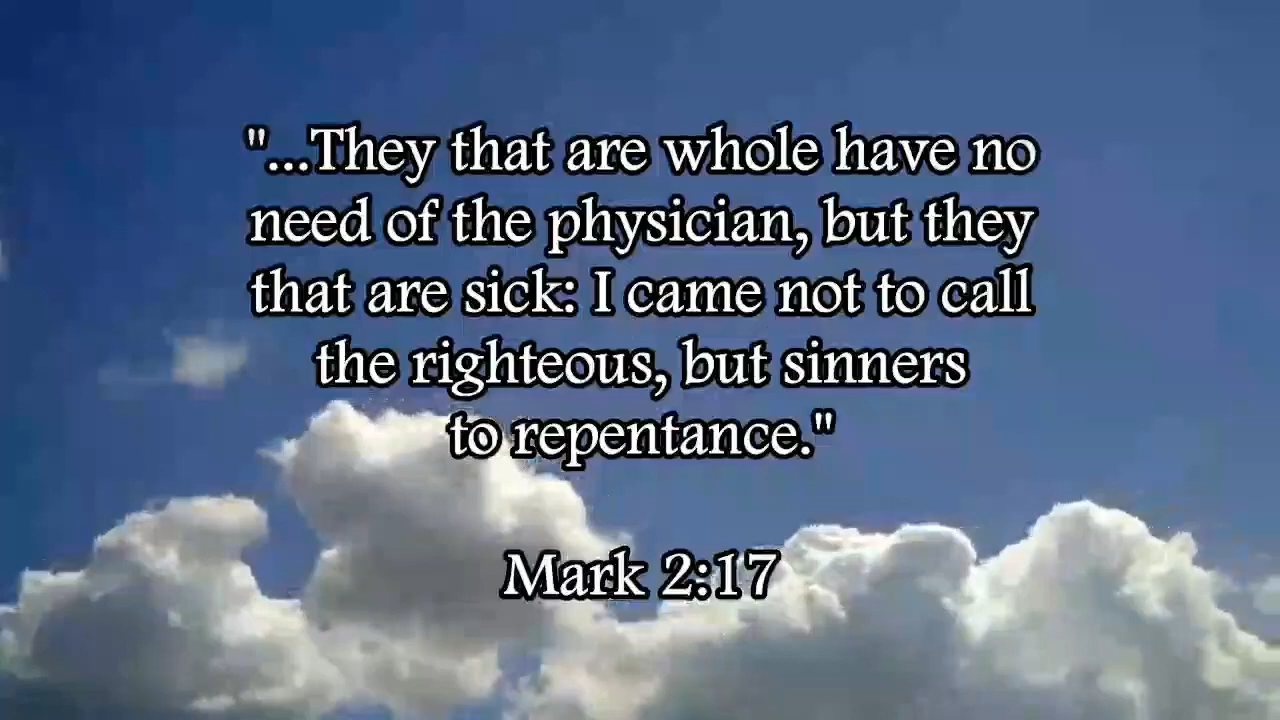 "...They that are whole have no
need of the physician, but they
that are sick: I came not to call
the righteous, but sinners
to repentance."
Mark 2:17